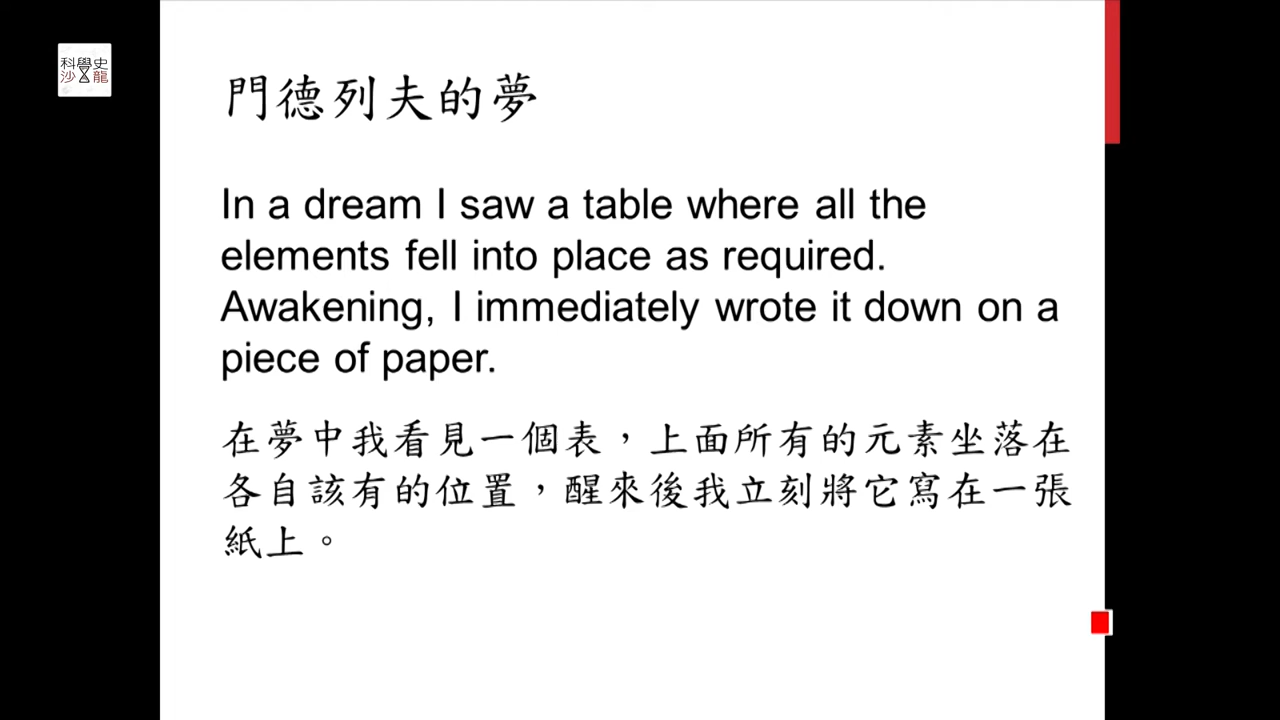 科學史
沙龍
門德列夫的夢
In a dream I saw a table where all the
elements fell into place as required.
Awakening, I immediately wrote it down on a
piece of paper.
在夢中我看見一個表，上面所有的元素坐落在
各自該有的位置，醒來後我立刻將它寫在一張
紙上。